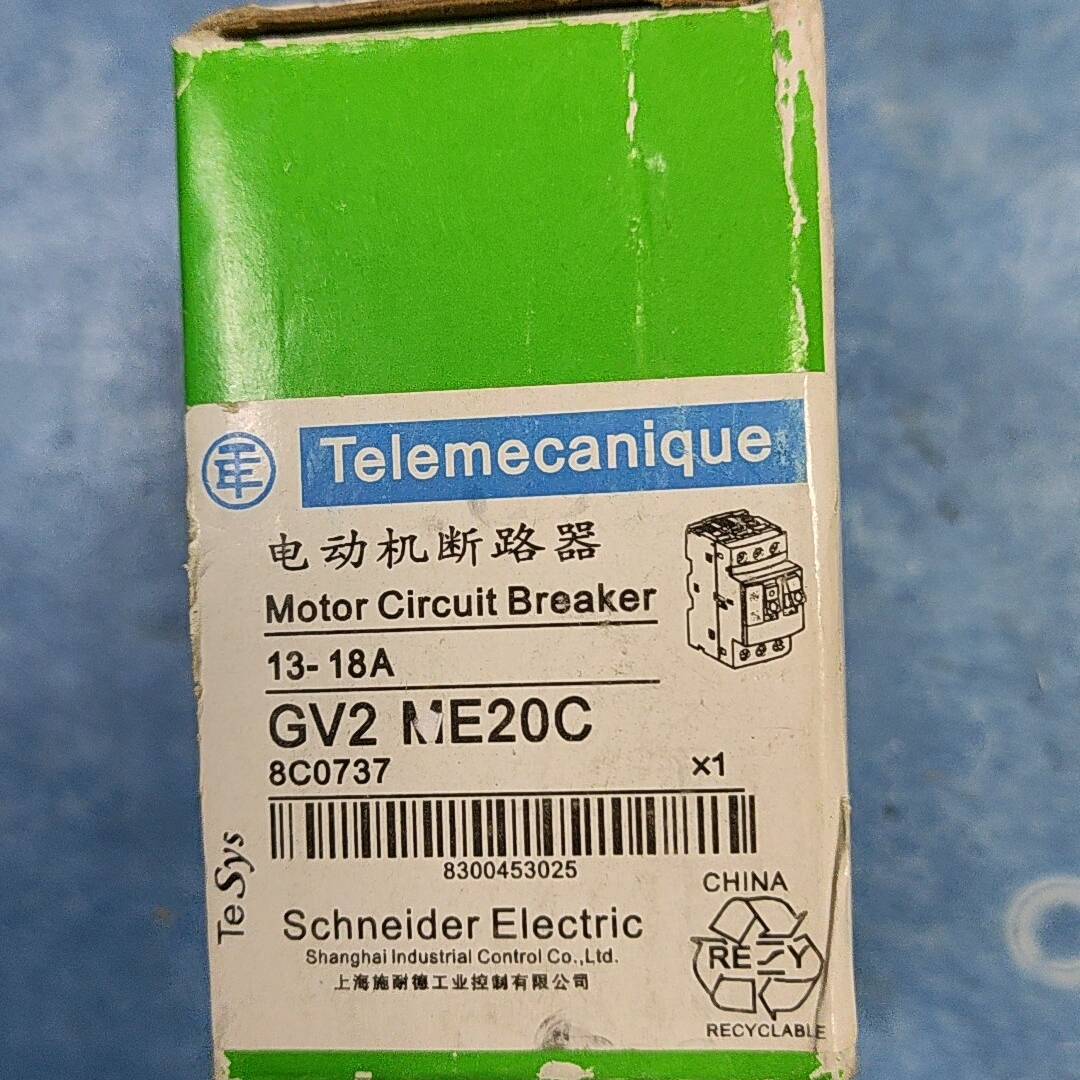 Telemecanique
电动机断路器
Motor Circuit Breaker
13-18A
GV2 ME20C
8C0737 x1
8300453025
TeSys
CHINA
Schneider Electric
Shanghai Industrial Control Co.,Ltd.
上海施耐德工业控制有限公司
RECYCLABLE